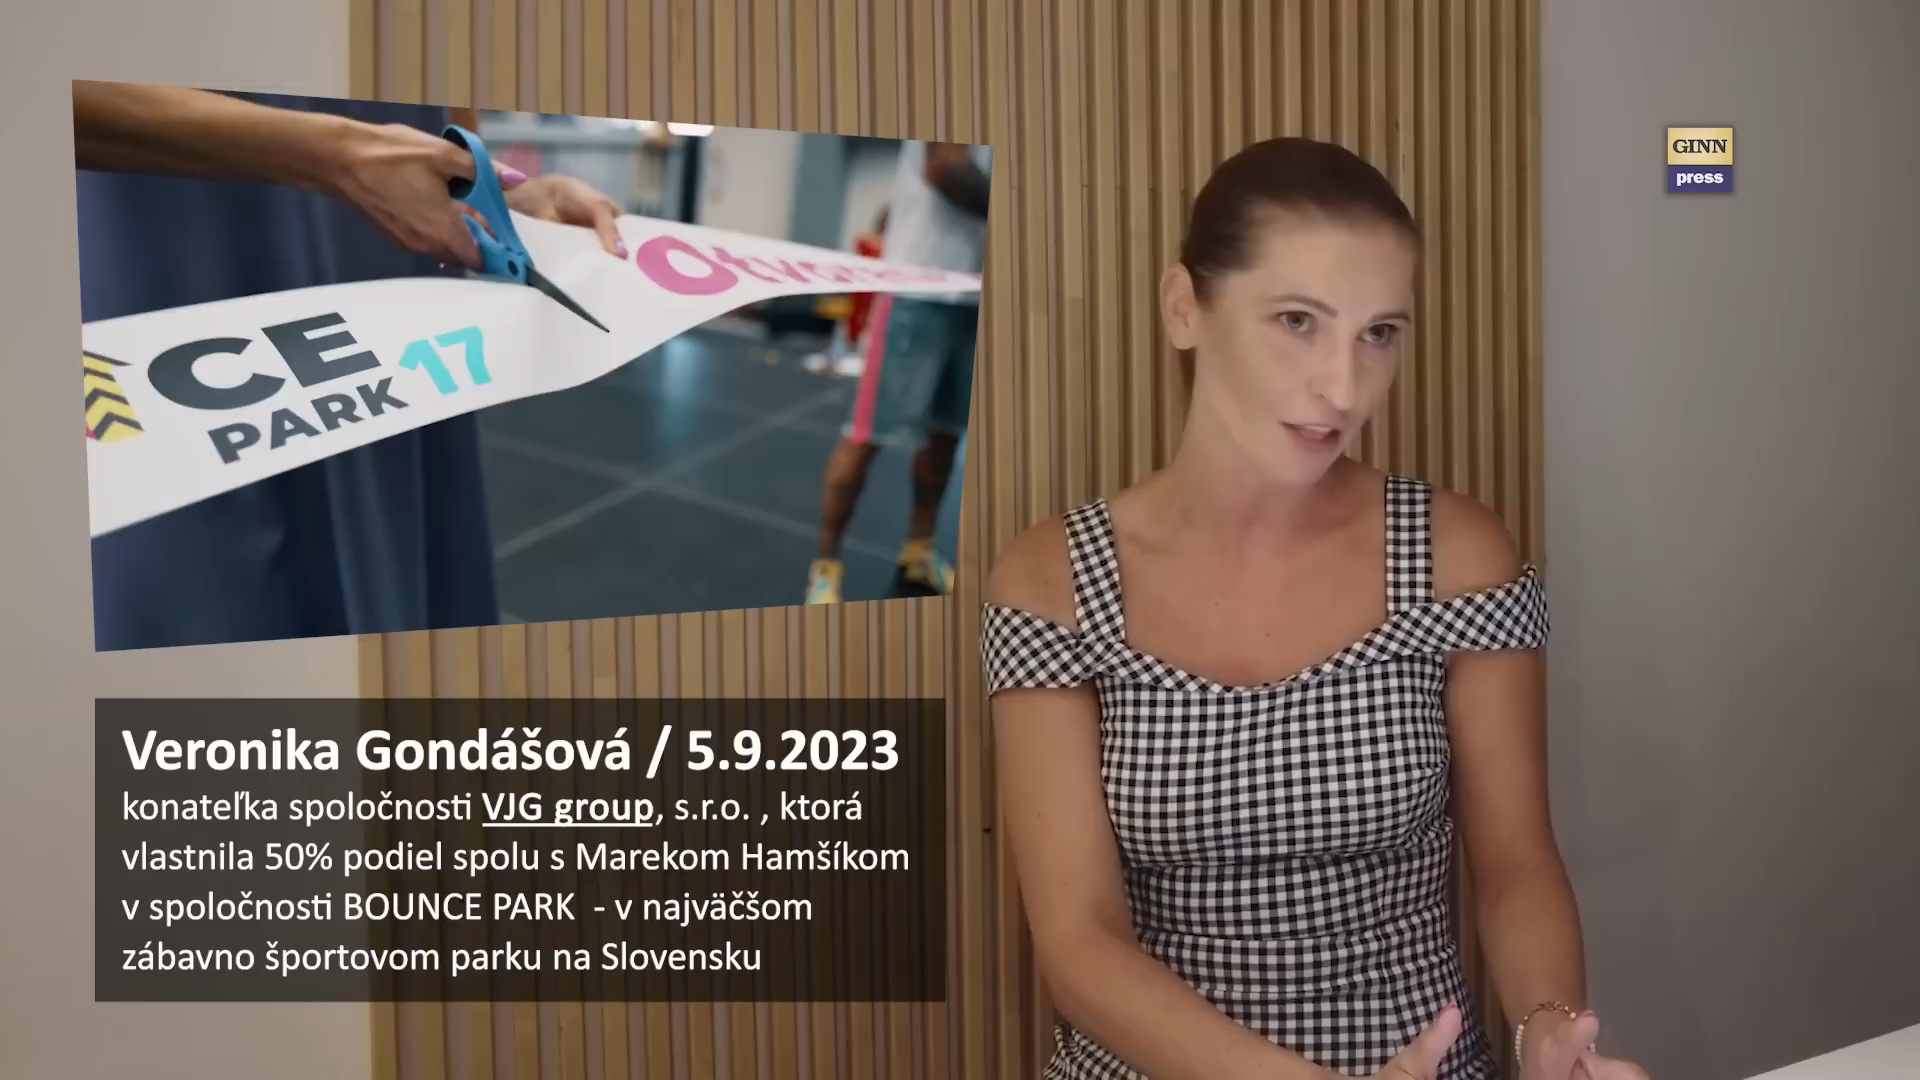 CE
PARK 17
GINN
press
Veronika Gondášová / 5.9.2023
konateľka spoločnosti VJG group, s.r.o. , ktorá
vlastnila 50% podiel spolu s Marekom Hamšíkom
v spoločnosti BOUNCE PARK - v najväčšom
zábavno športovom parku na Slovensku